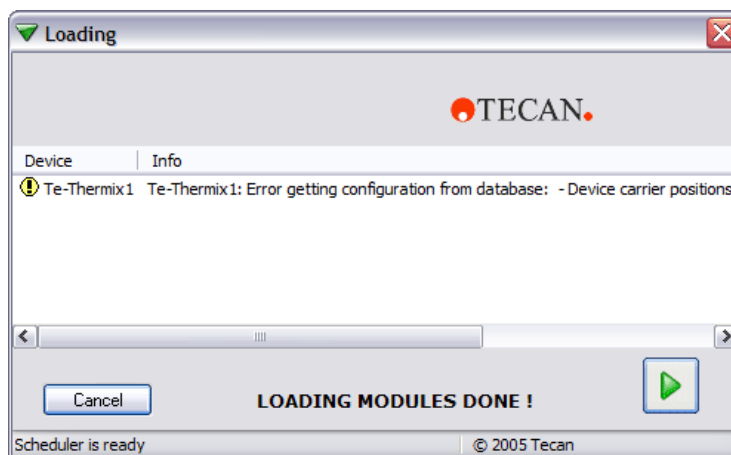 Loading
TECAN.
Device Info
Te-Thermix1 Te-Thermix1: Error getting configuration from database: - Device carrier positions
Cancel LOADING MODULES DONE !
Scheduler is ready © 2005 Tecan